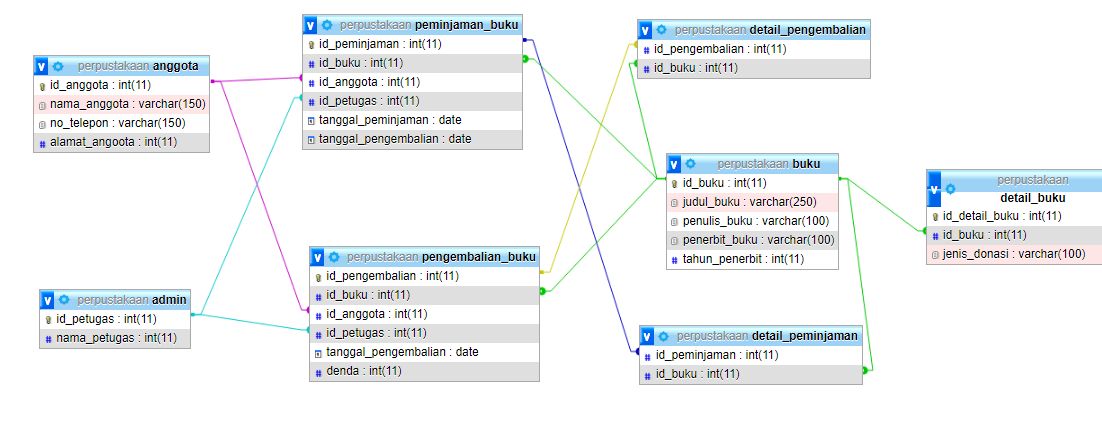 perpustakaan anggota
id_anggota : int(11)
nama_anggota : varchar(150)
no_telepon : varchar(150)
alamat_angoota : int(11)
perpustakaan admin
id_petugas : int(11)
nama_petugas : int(11)
perpustakaan peminjaman_buku
id_peminjaman : int(11)
id_buku : int(11)
id_anggota : int(11)
id_petugas : int(11)
tanggal_peminjaman : date
tanggal_pengembalian : date
perpustakaan pengembalian_buku
id_pengembalian : int(11)
id_buku : int(11)
id_anggota : int(11)
id_petugas : int(11)
tanggal_pengembalian : date
denda : int(11)
perpustakaan detail_pengembalian
id_pengembalian : int(11)
id_buku : int(11)
perpustakaan buku
id_buku : int(11)
judul_buku : varchar(250)
penulis_buku : varchar(100)
penerbit_buku : varchar(100)
tahun_penerbit : int(11)
perpustakaan detail_peminjaman
id_peminjaman : int(11)
id_buku : int(11)
perpustakaan
detail_buku
id_detail_buku : int(11)
id_buku : int(11)
jenis_donasi : varchar(100)